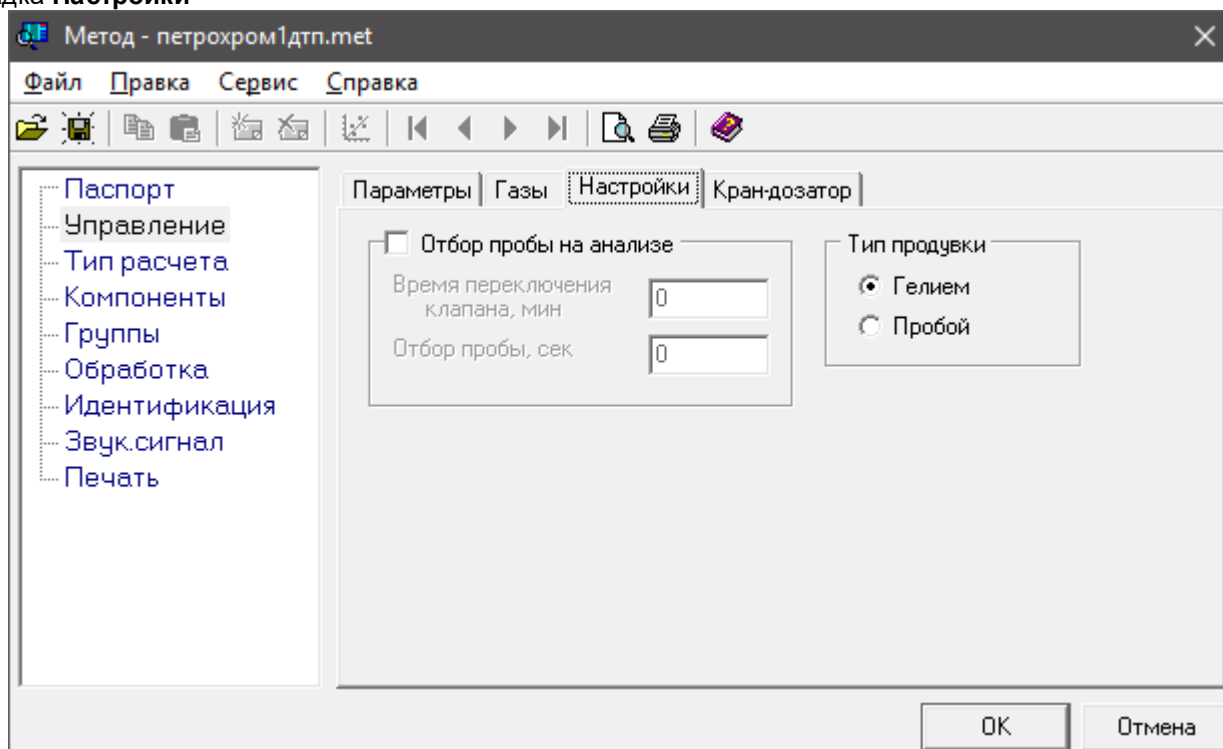 Настройки
Метод - петрохром1дтп.met
Файл Правка Сервис Справка
Паспорт
Управление
Тип расчета
Компоненты
Группы
Обработка
Идентификация
Звук.сигнал
Печать
Параметры Газы Настройки Кран-дозатор
Отбор пробы на анализе
Время переключения
клапана, мин
0
Отбор пробы, сек
0
Тип продувки
Гелием
Пробой
OK Отмена